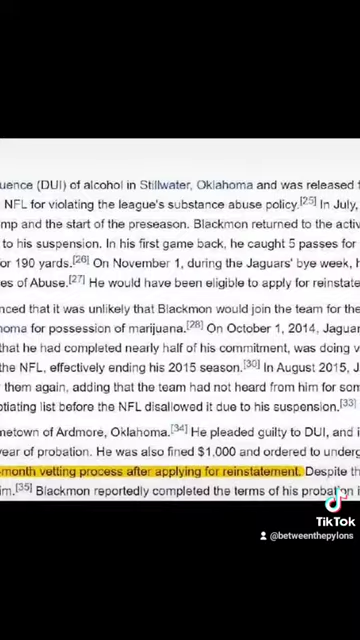 uence (DUI) of alcohol in Stillwater, Oklahoma and was released f
NFL for violating the league's substance abuse policy.[25] In July,
mp and the start of the preseason. Blackmon returned to the activ
to his suspension. In his first game back, he caught 5 passes for
or 190 yards.[26] On November 1, during the Jaguars' bye week, h
es of Abuse.[27] He would have been eligible to apply for reinstate
nced that it was unlikely that Blackmon would join the team for the
homa for possession of marijuana.[28] On October 1, 2014, Jagua
that he had completed nearly half of his commitment, was doing v
the NFL, effectively ending his 2015 season.[30] In August 2015, J
r them again, adding that the team had not heard from him for som
otiating list before the NFL disallowed it due to his suspension.[33]
metown of Ardmore, Oklahoma.[34] He pleaded guilty to DUI, and i
year of probation. He was also fined $1,000 and ordered to underg
-month vetting process after applying for reinstatement. Despite th
im.[35] Blackmon reportedly completed the terms of his probation i
TikTok
@betweenthepylons